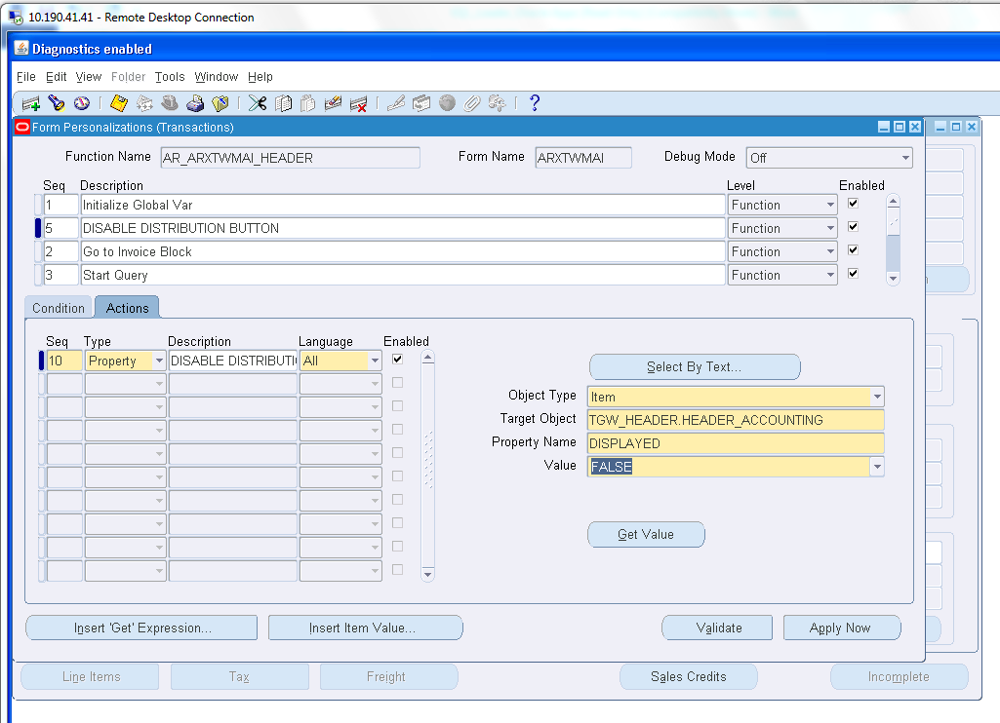 10.190.41.41 - Remote Desktop Connection
Diagnostics enabled
File Edit View Folder Tools Window Help
?
Form Personalizations (Transactions)
Function Name AR_ARXTWMAI_HEADER Form Name ARXTWMAI Debug Mode Off
Seq Description Level Enabled
1 Initialize Global Var Function
5 DISABLE DISTRIBUTION BUTTON Function
2 Go to Invoice Block Function
3 Start Query Function
Condition Actions
Seq Type Description Language Enabled
10 Property DISABLE DISTRIBUTI All
Select By Text...
Object Type Item
Target Object TGW_HEADER.HEADER_ACCOUNTING
Property Name DISPLAYED
Value FALSE
Get Value
Insert 'Get' Expression... Insert Item Value... Validate Apply Now
Line Items Tax Freight Sales Credits Incomplete